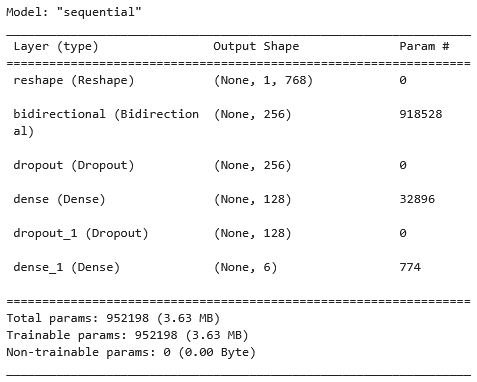 Model: "sequential"
_________________________________________________________________
Layer (type) Output Shape Param #
=================================================================
reshape (Reshape) (None, 1, 768) 0
bidirectional (Bidirection (None, 256) 918528
al)
dropout (Dropout) (None, 256) 0
dense (Dense) (None, 128) 32896
dropout_1 (Dropout) (None, 128) 0
dense_1 (Dense) (None, 6) 774
=================================================================
Total params: 952198 (3.63 MB)
Trainable params: 952198 (3.63 MB)
Non-trainable params: 0 (0.00 Byte)
_________________________________________________________________